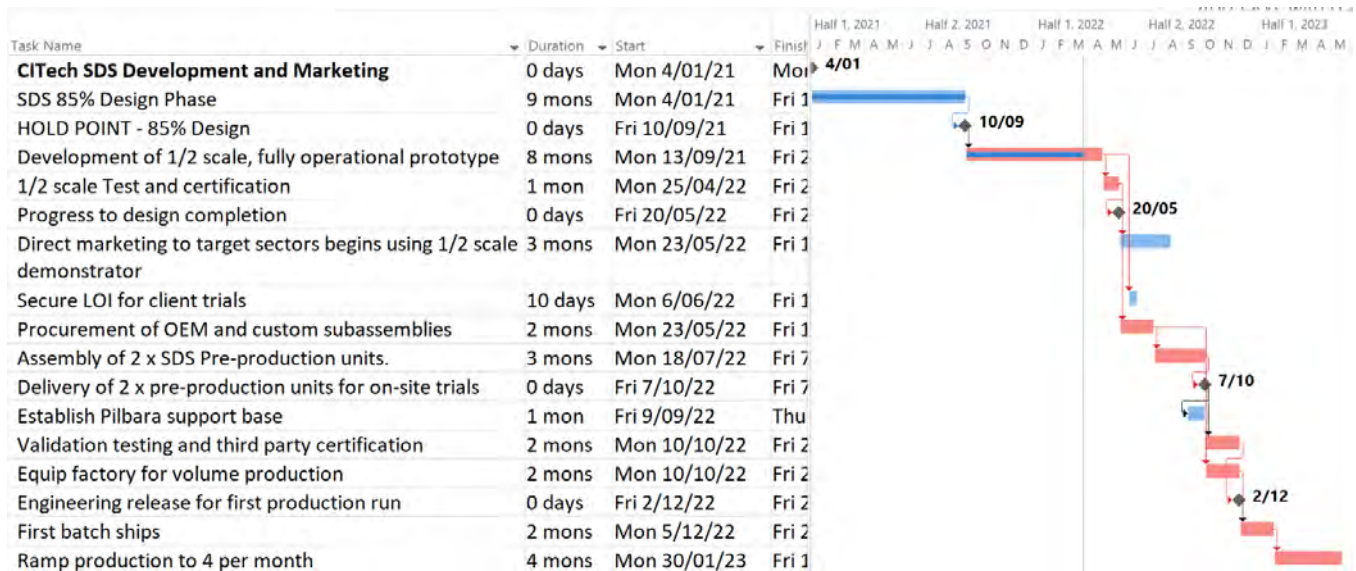 Half 1, 2021 Half 2, 2021 Half 1, 2022 Half 2, 2022 Half 1, 2023
Task Name Duration Start Finish J F M A M J J A S O N D J F M A M J J A S O N D J F M A M
CITech SDS Development and Marketing 0 days Mon 4/01/21 Mon 4/01
SDS 85% Design Phase 9 mons Mon 4/01/21 Fri 1
HOLD POINT - 85% Design 0 days Fri 10/09/21 Fri 1 10/09
Development of 1/2 scale, fully operational prototype 8 mons Mon 13/09/21 Fri 2
1/2 scale Test and certification 1 mon Mon 25/04/22 Fri 2
Progress to design completion 0 days Fri 20/05/22 Fri 2 20/05
Direct marketing to target sectors begins using 1/2 scale 3 mons Mon 23/05/22 Fri 1
demonstrator
Secure LOI for client trials 10 days Mon 6/06/22 Fri 1
Procurement of OEM and custom subassemblies 2 mons Mon 23/05/22 Fri 1
Assembly of 2 x SDS Pre-production units. 3 mons Mon 18/07/22 Fri 7
Delivery of 2 x pre-production units for on-site trials 0 days Fri 7/10/22 Fri 7 7/10
Establish Pilbara support base 1 mon Fri 9/09/22 Thu
Validation testing and third party certification 2 mons Mon 10/10/22 Fri 2
Equip factory for volume production 2 mons Mon 10/10/22 Fri 2
Engineering release for first production run 0 days Fri 2/12/22 Fri 2 2/12
First batch ships 2 mons Mon 5/12/22 Fri 2
Ramp production to 4 per month 4 mons Mon 30/01/23 Fri 1